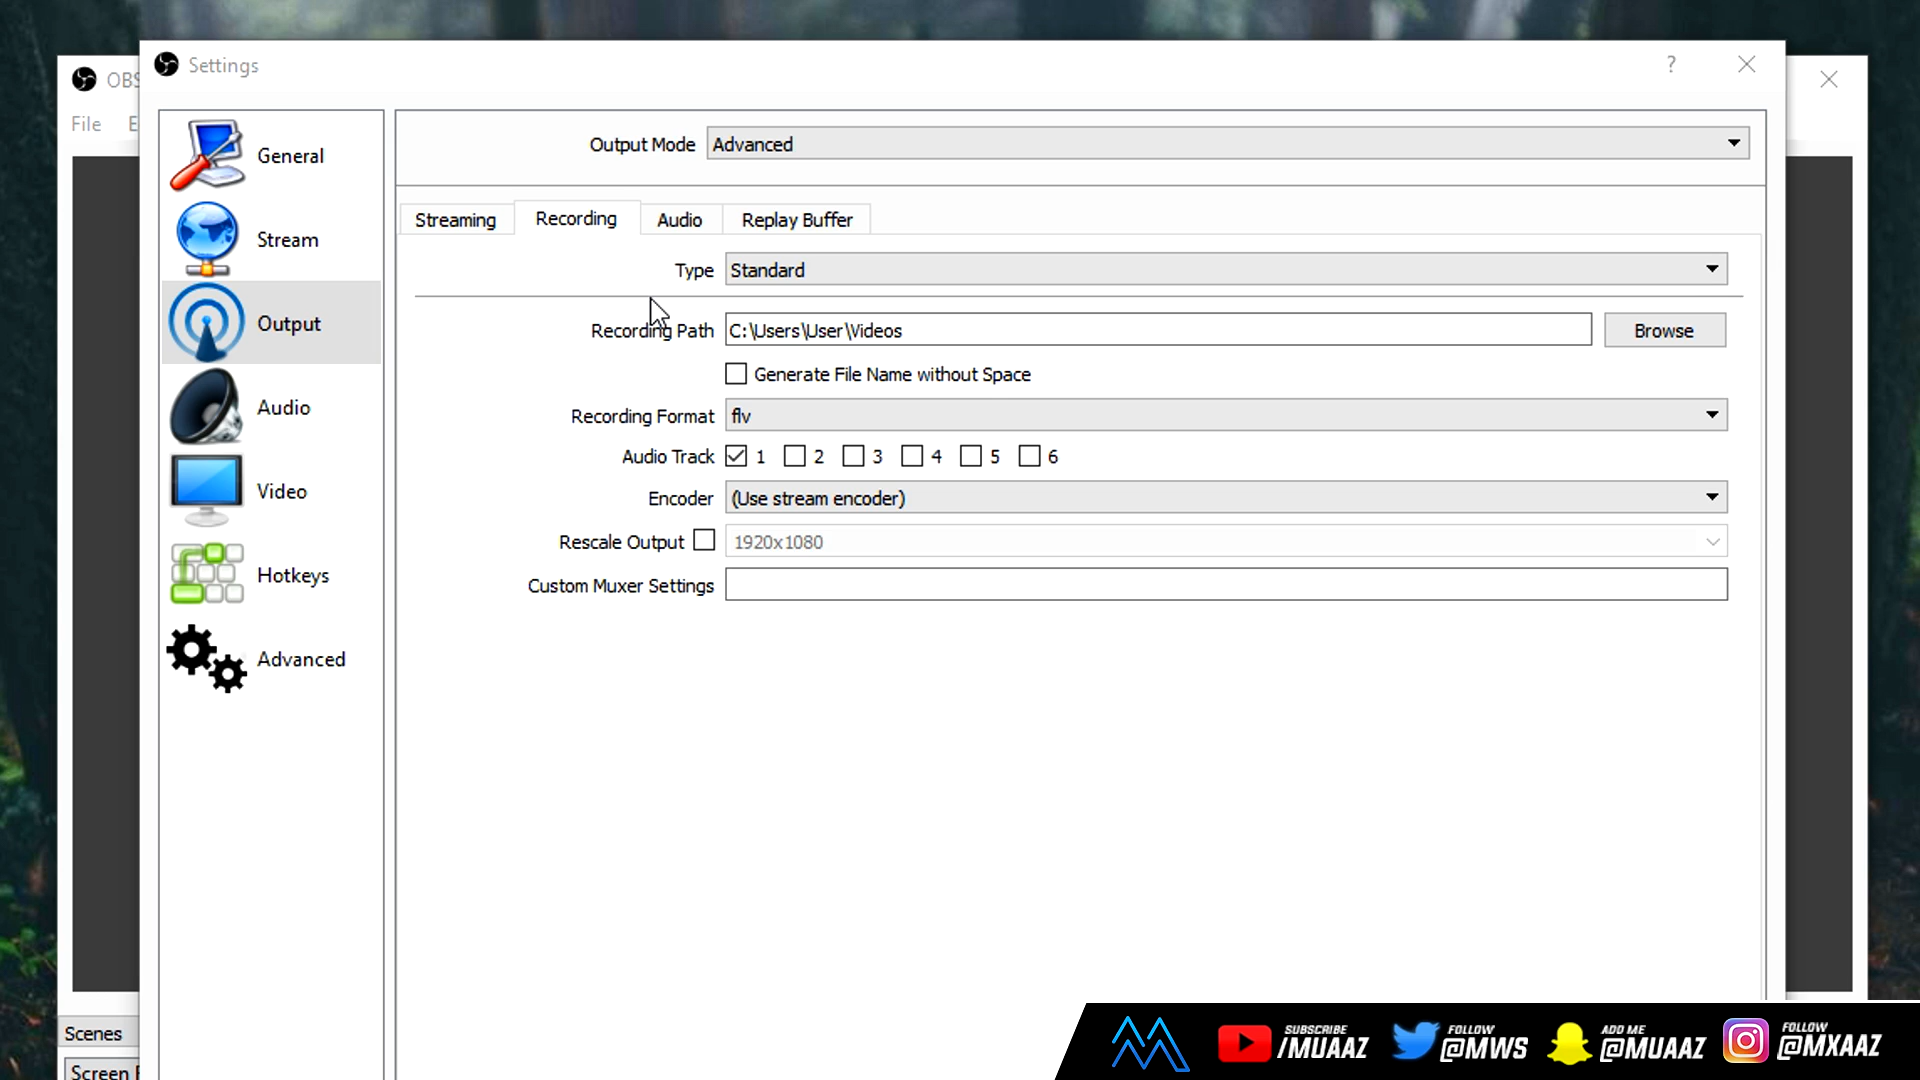 OBS
Settings
?
File
E
General
Stream
Output
Audio
Video
Hotkeys
Advanced
Output Mode Advanced
Streaming Recording Audio Replay Buffer
Type Standard
Recording Path C:\Users\User\Videos Browse
Generate File Name without Space
Recording Format flv
Audio Track 1 2 3 4 5 6
Encoder (Use stream encoder)
Rescale Output 1920x1080
Custom Muxer Settings
Scenes
Screen
SUBSCRIBE
/MUAAZ
FOLLOW
@MWS
ADD ME
@MUAAZ
FOLLOW
@MXAAZ